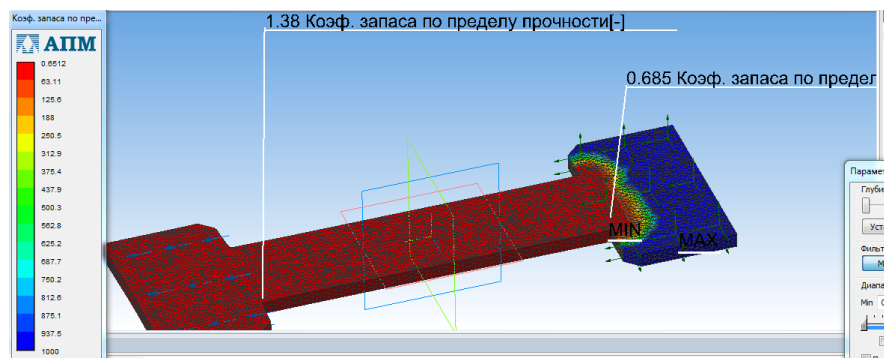 Коэф. запаса по пре...
АПМ
0.6512
63.11
125.6
188
250.5
312.9
375.4
437.9
500.3
562.8
625.2
687.7
750.2
812.6
875.1
937.5
1000
1.38 Коэф. запаса по пределу прочности[-]
0.685 Коэф. запаса по предел
MIN
MAX
Параметр
Глуби
Уст
Фильт
М
Диапа
Min